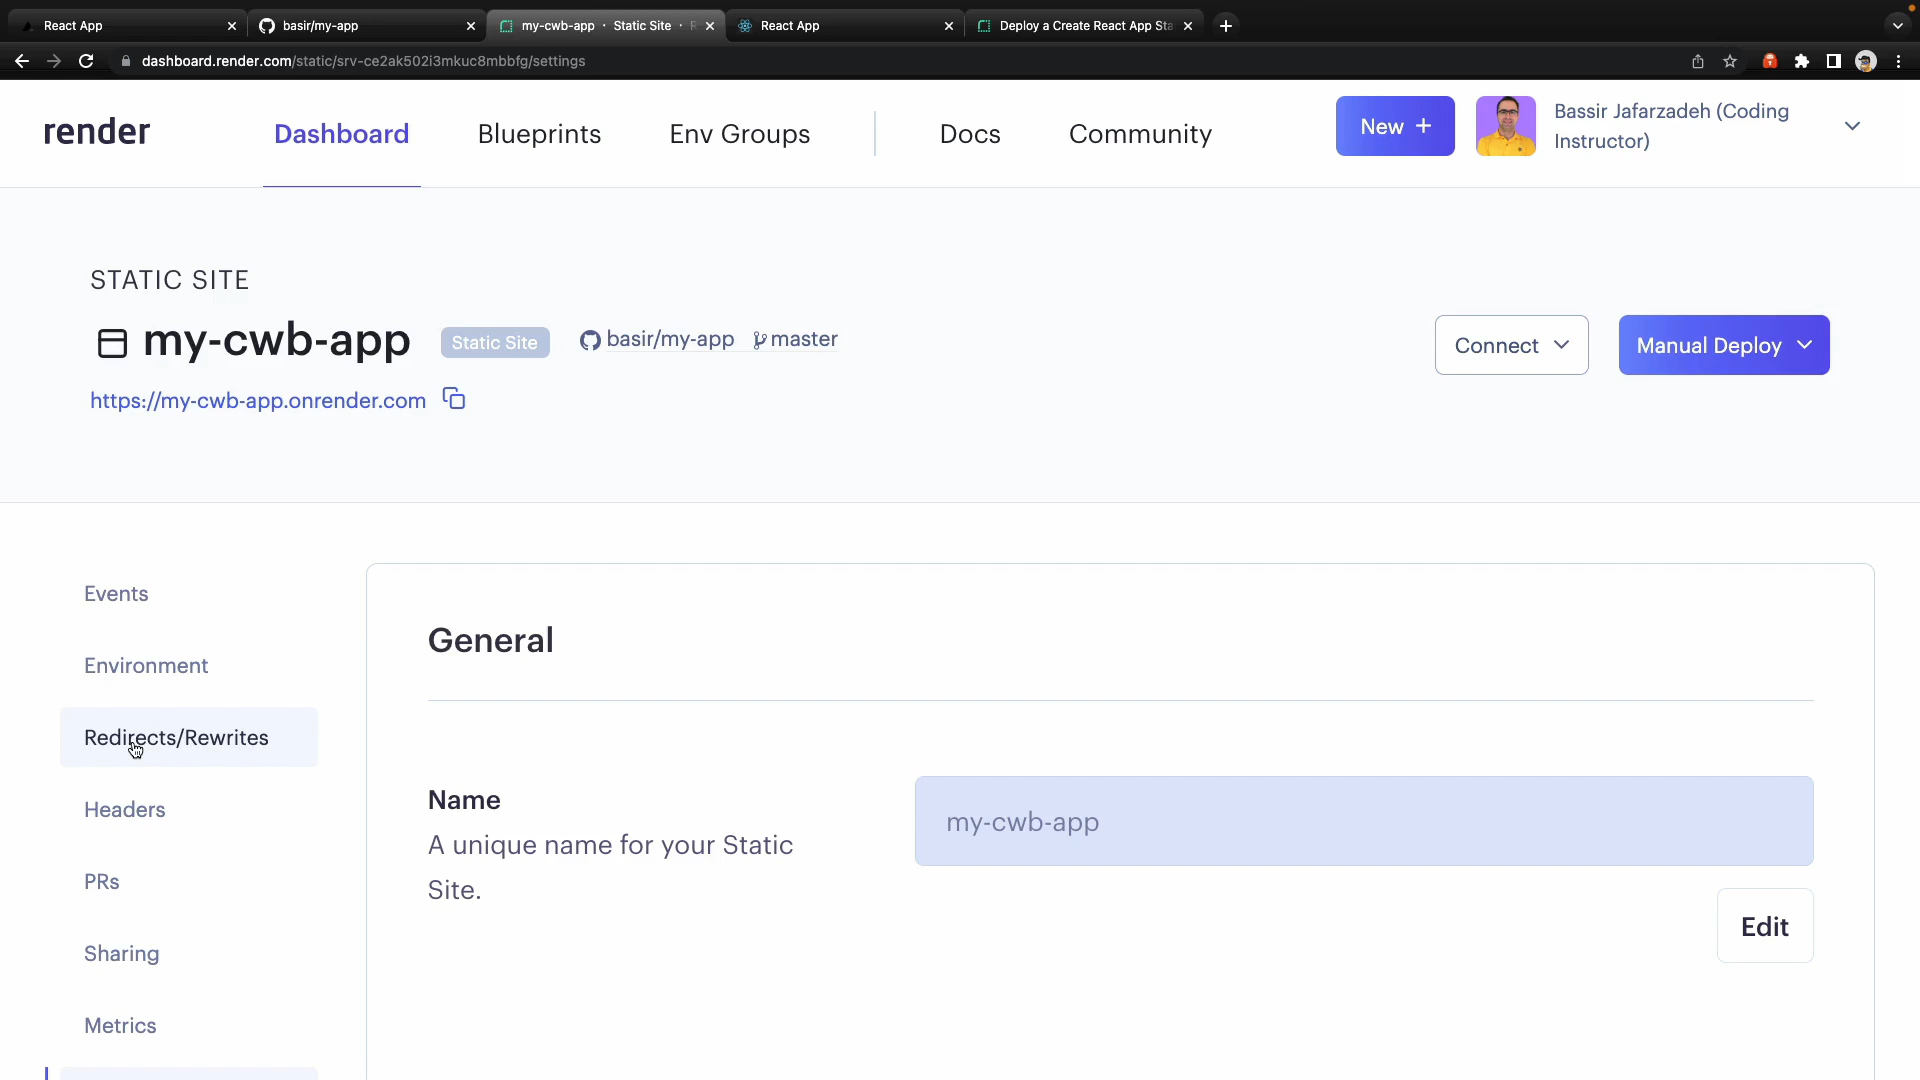 React App
basir/my-app
my-cwb-app · Static Site · R
React App
Deploy a Create React App Sta
dashboard.render.com/static/srv-ce2ak502i3mkuc8mbbfg/settings
render
Dashboard
Blueprints
Env Groups
Docs
Community
New +
Bassir Jafarzadeh (Coding
Instructor)
STATIC SITE
my-cwb-app
Static Site
basir/my-app
master
https://my-cwb-app.onrender.com
Connect
Manual Deploy
Events
Environment
Redirects/Rewrites
Headers
PRs
Sharing
Metrics
General
Name
A unique name for your Static
Site.
my-cwb-app
Edit